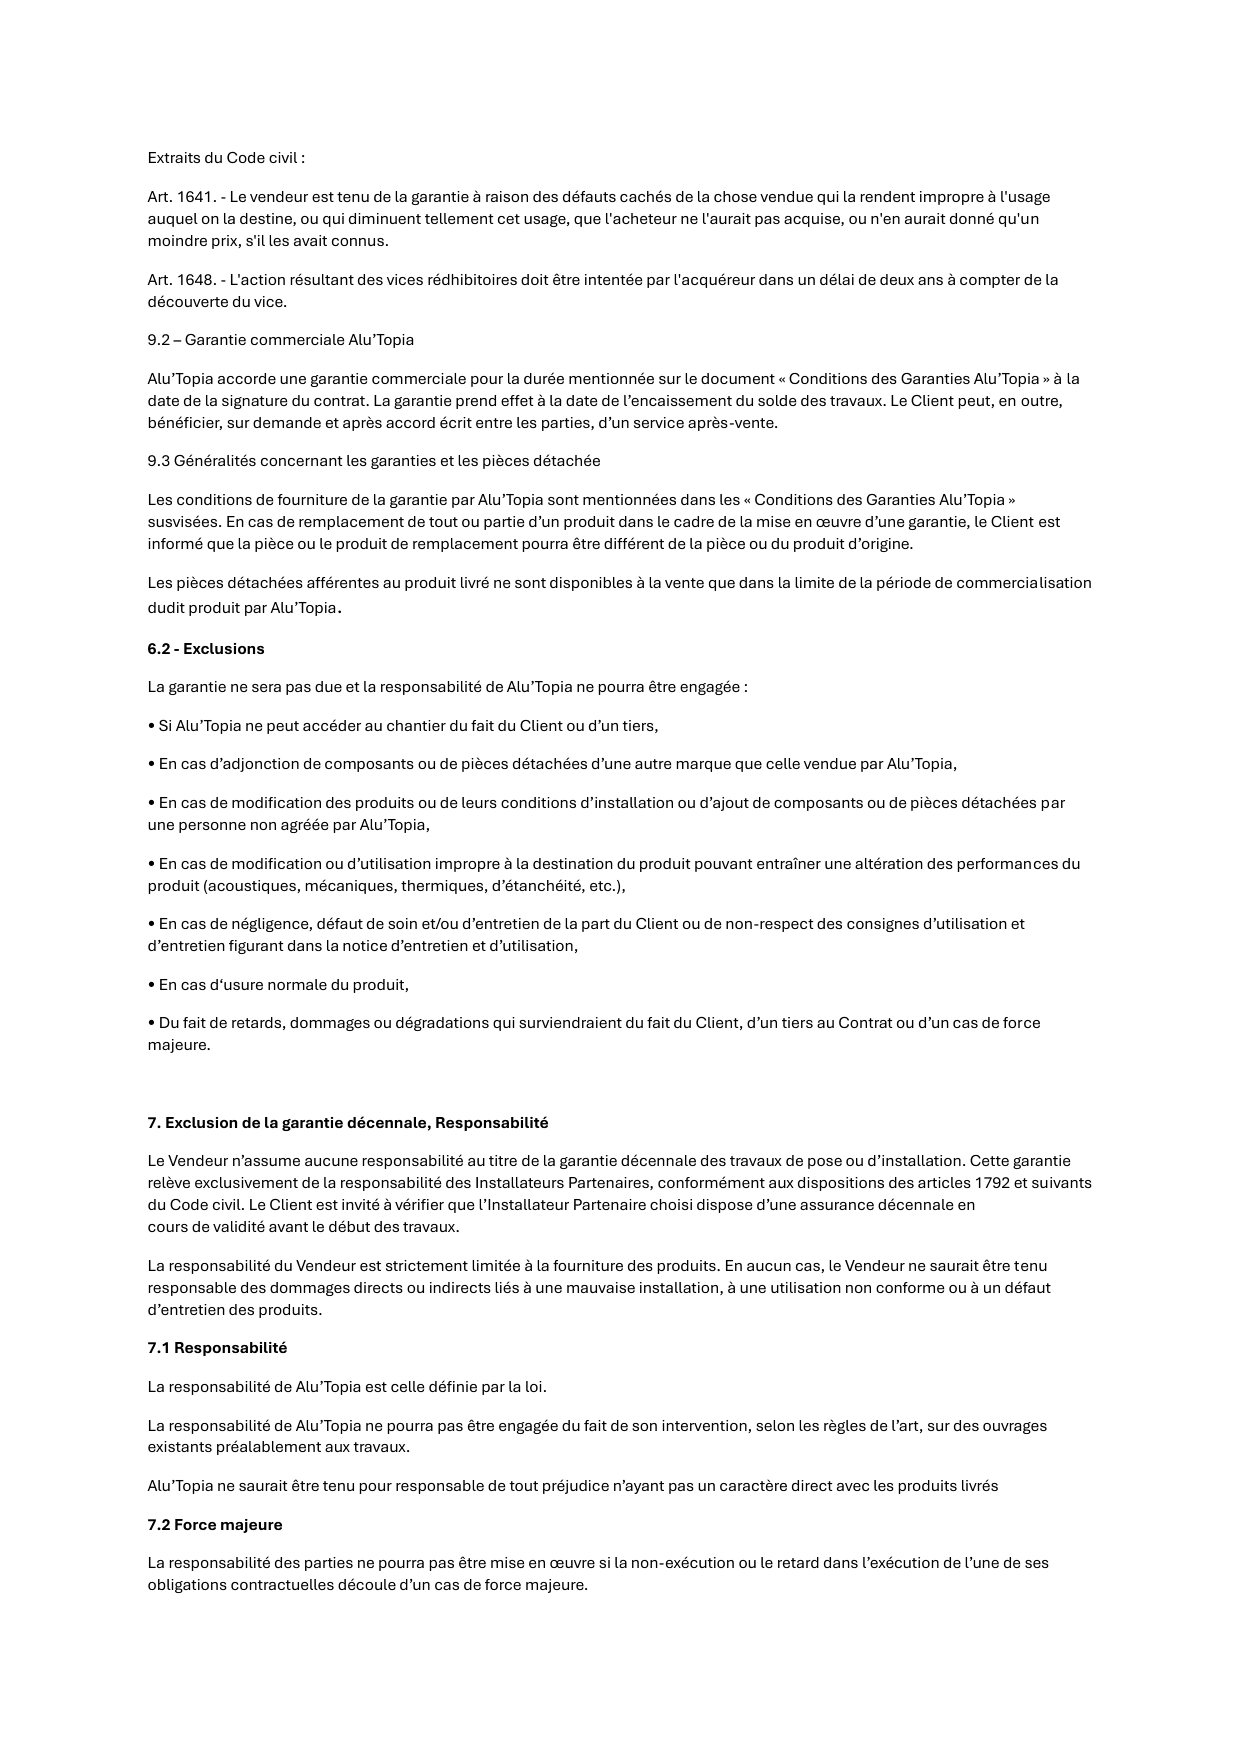 Extraits du Code civil :
Art. 1641. - Le vendeur est tenu de la garantie à raison des défauts cachés de la chose vendue qui la rendent impropre à l'usage
auquel on la destine, ou qui diminuent tellement cet usage, que l'acheteur ne l'aurait pas acquise, ou n'en aurait donné qu'un
moindre prix, s'il les avait connus.
Art. 1648. - L'action résultant des vices rédhibitoires doit être intentée par l'acquéreur dans un délai de deux ans à compter de la
découverte du vice.
9.2 – Garantie commerciale Alu’Topia
Alu’Topia accorde une garantie commerciale pour la durée mentionnée sur le document « Conditions des Garanties Alu’Topia » à la
date de la signature du contrat. La garantie prend effet à la date de l’encaissement du solde des travaux. Le Client peut, en outre,
bénéficier, sur demande et après accord écrit entre les parties, d’un service après-vente.
9.3 Généralités concernant les garanties et les pièces détachée
Les conditions de fourniture de la garantie par Alu’Topia sont mentionnées dans les « Conditions des Garanties Alu’Topia »
susvisées. En cas de remplacement de tout ou partie d’un produit dans le cadre de la mise en œuvre d’une garantie, le Client est
informé que la pièce ou le produit de remplacement pourra être différent de la pièce ou du produit d’origine.
Les pièces détachées afférentes au produit livré ne sont disponibles à la vente que dans la limite de la période de commercialisation
dudit produit par Alu’Topia.
6.2 - Exclusions
La garantie ne sera pas due et la responsabilité de Alu’Topia ne pourra être engagée :
• Si Alu’Topia ne peut accéder au chantier du fait du Client ou d’un tiers,
• En cas d’adjonction de composants ou de pièces détachées d’une autre marque que celle vendue par Alu’Topia,
• En cas de modification des produits ou de leurs conditions d’installation ou d’ajout de composants ou de pièces détachées par
une personne non agréée par Alu’Topia,
• En cas de modification ou d’utilisation impropre à la destination du produit pouvant entraîner une altération des performances du
produit (acoustiques, mécaniques, thermiques, d’étanchéité, etc.),
• En cas de négligence, défaut de soin et/ou d’entretien de la part du Client ou de non-respect des consignes d’utilisation et
d’entretien figurant dans la notice d’entretien et d’utilisation,
• En cas d‘usure normale du produit,
• Du fait de retards, dommages ou dégradations qui surviendraient du fait du Client, d’un tiers au Contrat ou d’un cas de force
majeure.
7. Exclusion de la garantie décennale, Responsabilité
Le Vendeur n’assume aucune responsabilité au titre de la garantie décennale des travaux de pose ou d’installation. Cette garantie
relève exclusivement de la responsabilité des Installateurs Partenaires, conformément aux dispositions des articles 1792 et suivants
du Code civil. Le Client est invité à vérifier que l’Installateur Partenaire choisi dispose d’une assurance décennale en
cours de validité avant le début des travaux.
La responsabilité du Vendeur est strictement limitée à la fourniture des produits. En aucun cas, le Vendeur ne saurait être tenu
responsable des dommages directs ou indirects liés à une mauvaise installation, à une utilisation non conforme ou à un défaut
d’entretien des produits.
7.1 Responsabilité
La responsabilité de Alu’Topia est celle définie par la loi.
La responsabilité de Alu’Topia ne pourra pas être engagée du fait de son intervention, selon les règles de l’art, sur des ouvrages
existants préalablement aux travaux.
Alu’Topia ne saurait être tenu pour responsable de tout préjudice n’ayant pas un caractère direct avec les produits livrés
7.2 Force majeure
La responsabilité des parties ne pourra pas être mise en œuvre si la non-exécution ou le retard dans l’exécution de l’une de ses
obligations contractuelles découle d’un cas de force majeure.